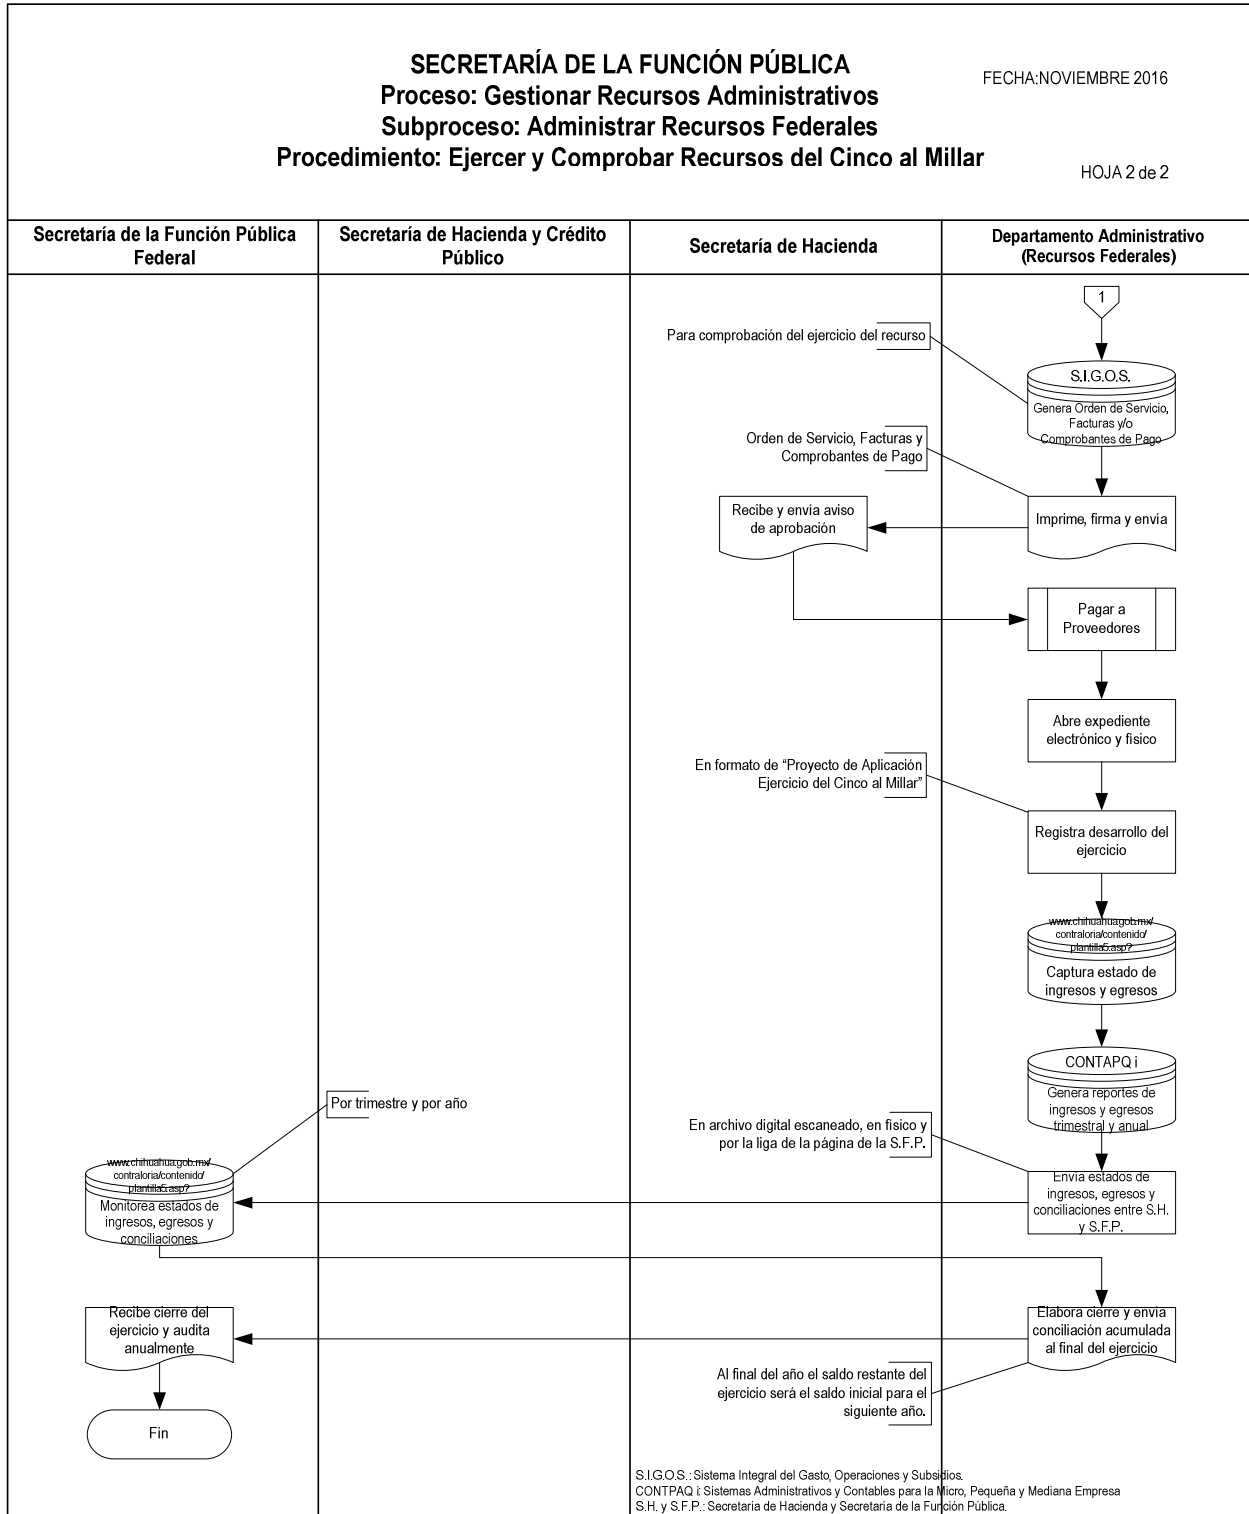 SECRETARÍA DE LA FUNCIÓN PÚBLICA
Proceso: Gestionar Recursos Administrativos
Subproceso: Administrar Recursos Federales
Procedimiento: Ejercer y Comprobar Recursos del Cinco al Millar
FECHA:NOVIEMBRE 2016
HOJA 2 de 2
Secretaría de la Función Pública
Federal
Secretaría de Hacienda y Crédito
Público
Secretaría de Hacienda
Departamento Administrativo
(Recursos Federales)
1
Para comprobación del ejercicio del recurso
S.I.G.O.S.
Genera Orden de Servicio,
Facturas y/o
Comprobantes de Pago
Orden de Servicio, Facturas y
Comprobantes de Pago
Imprime, firma y envía
Recibe y envía aviso
de aprobación
Pagar a
Proveedores
Abre expediente
electrónico y físico
En formato de “Proyecto de Aplicación
Ejercicio del Cinco al Millar”
Registra desarrollo del
ejercicio
www.chihuahua.gob.mx/
contraloria/contenido/
plantilla5.asp?
Captura estado de
ingresos y egresos
CONTAPQ i
Genera reportes de
ingresos y egresos
trimestral y anual
Por trimestre y por año
En archivo digital escaneado, en físico y
por la liga de la página de la S.F.P.
Envía estados de
ingresos, egresos y
conciliaciones entre S.H.
y S.F.P.
www.chihuahua.gob.mx/
contraloria/contenido/
plantilla5.asp?
Monitorea estados de
ingresos, egresos y
conciliaciones
Elabora cierre y envía
conciliación acumulada
al final del ejercicio
Recibe cierre del
ejercicio y audita
anualmente
Al final del año el saldo restante del
ejercicio será el saldo inicial para el
siguiente año.
Fin
S.I.G.O.S.: Sistema Integral del Gasto, Operaciones y Subsidios.
CONTPAQ i: Sistemas Administrativos y Contables para la Micro, Pequeña y Mediana Empresa
S.H. y S.F.P.: Secretaría de Hacienda y Secretaría de la Función Pública.